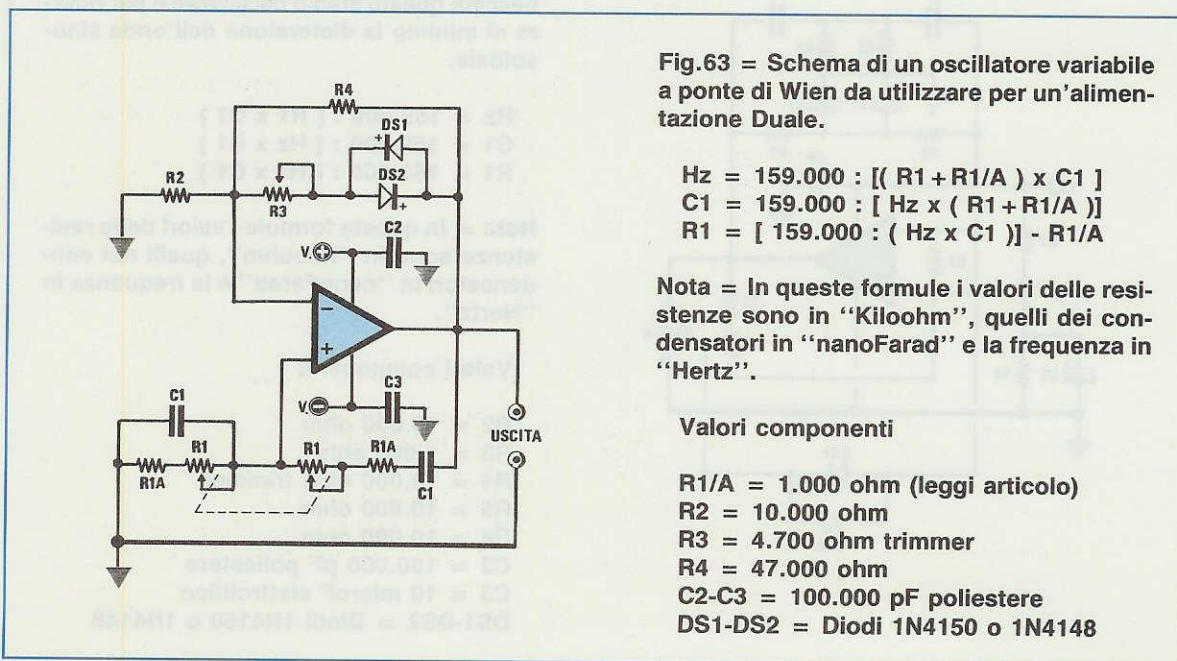 R4
DS1
+
DS2
+
R2
R3
C2
V. +
−
+
V. −
C3
C1
R1A
R1
R1
R1A
C1
USCITA
Fig.63 = Schema di un oscillatore variabile
a ponte di Wien da utilizzare per un'alimen-
tazione Duale.
Hz = 159.000 : [( R1 + R1/A ) x C1 ]
C1 = 159.000 : [ Hz x ( R1 + R1/A )]
R1 = [ 159.000 : ( Hz x C1 )] - R1/A
Nota = In queste formule i valori delle resi-
stenze sono in ''Kiloohm'', quelli dei con-
densatori in ''nanoFarad'' e la frequenza in
''Hertz''.
Valori componenti
R1/A = 1.000 ohm (leggi articolo)
R2 = 10.000 ohm
R3 = 4.700 ohm trimmer
R4 = 47.000 ohm
C2-C3 = 100.000 pF poliestere
DS1-DS2 = Diodi 1N4150 o 1N4148